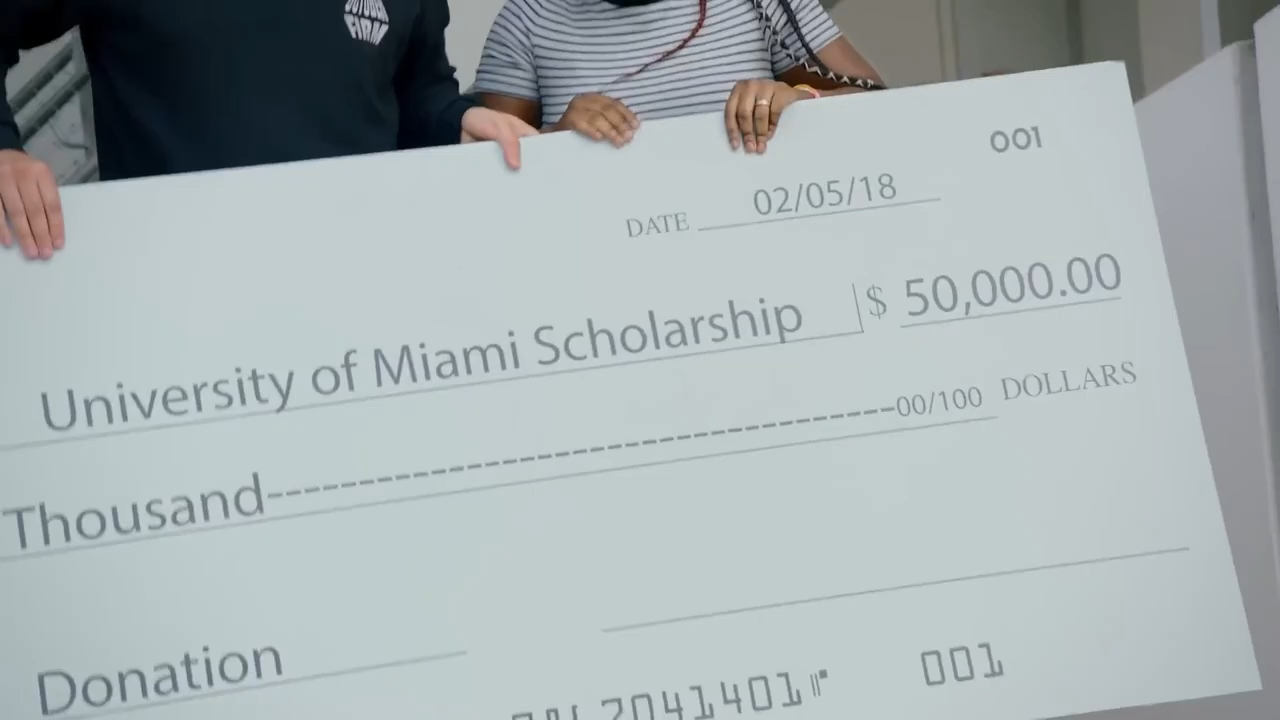 001
DATE 02/05/18
University of Miami Scholarship $ 50,000.00
Thousand--------------------------------------00/100 DOLLARS
Donation
2041401 001